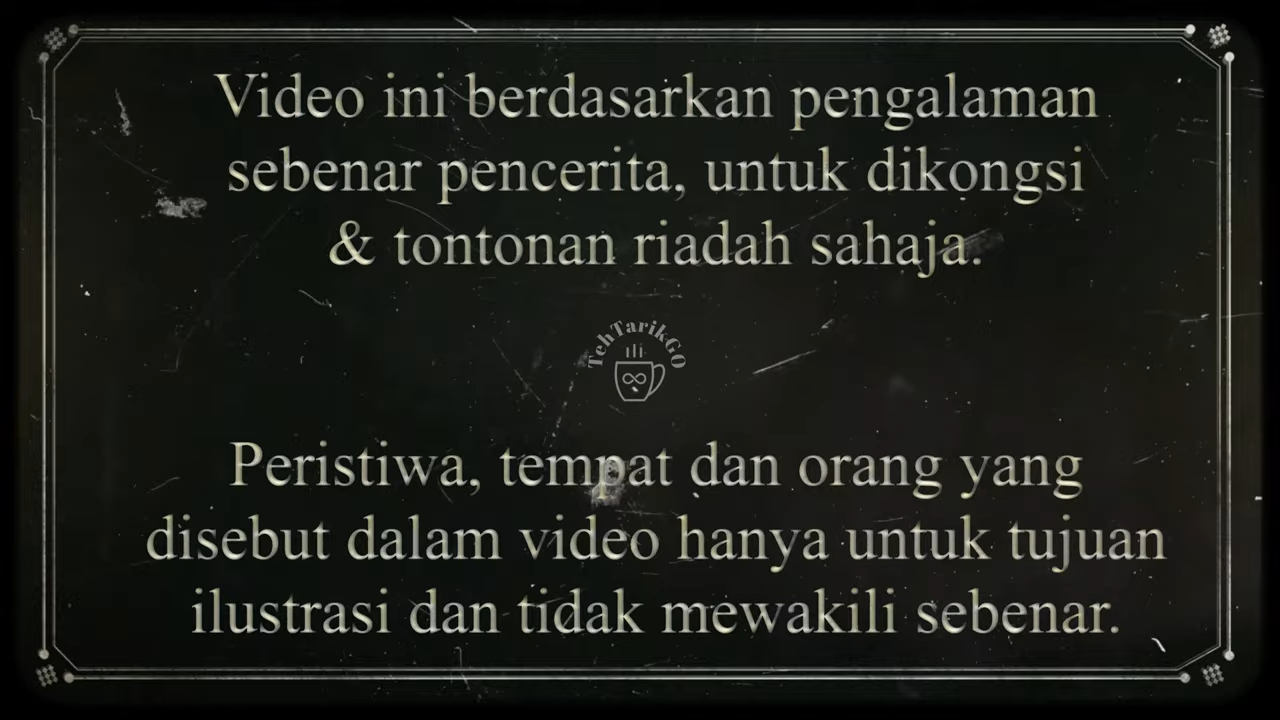 Video ini berdasarkan pengalaman
sebenar pencerita, untuk dikongsi
& tontonan riadah sahaja.
TehTarikGO
Peristiwa, tempat dan orang yang
disebut dalam video hanya untuk tujuan
ilustrasi dan tidak mewakili sebenar.